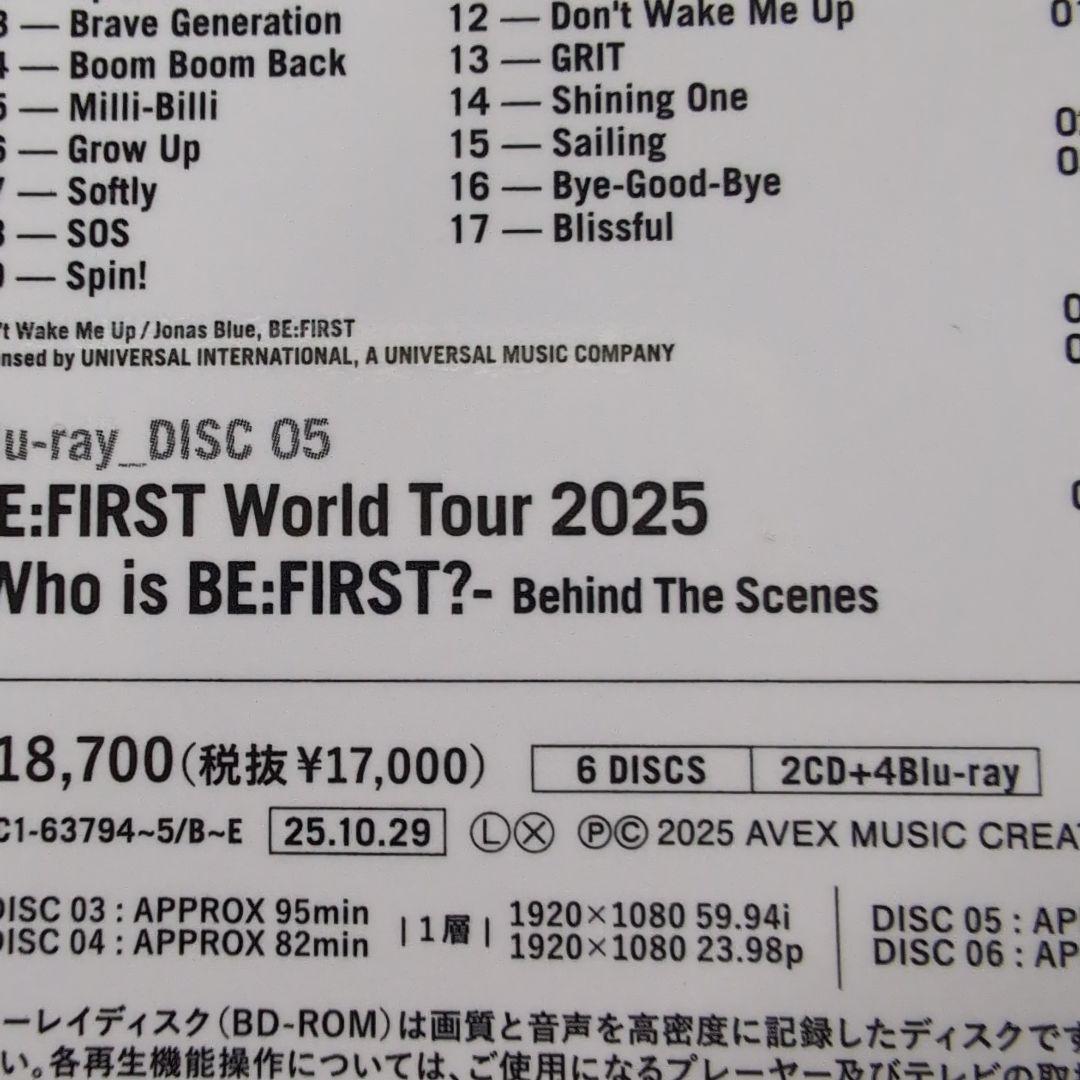 3 — Brave Generation
4 — Boom Boom Back
5 — Milli-Billi
6 — Grow Up
7 — Softly
8 — SOS
9 — Spin!
12 — Don't Wake Me Up
13 — GRIT
14 — Shining One
15 — Sailing
16 — Bye-Good-Bye
17 — Blissful
't Wake Me Up / Jonas Blue, BE:FIRST
nsed by UNIVERSAL INTERNATIONAL, A UNIVERSAL MUSIC COMPANY
u-ray_DISC 05
E:FIRST World Tour 2025
Who is BE:FIRST?- Behind The Scenes
18,700(税抜¥17,000) 6 DISCS 2CD+4Blu-ray
C1-63794~5/B~E 25.10.29 Ⓛ Ⓧ ℗© 2025 AVEX MUSIC CREA
DISC 03 : APPROX 95min
DISC 04 : APPROX 82min
|1層|
1920×1080 59.94i
1920×1080 23.98p
DISC 05 : AP
DISC 06 : AP
ーレイディスク(BD-ROM)は画質と音声を高密度に記録したディスクです
い。各再生機能操作については、ご使用になるプレーヤー及びテレビの取